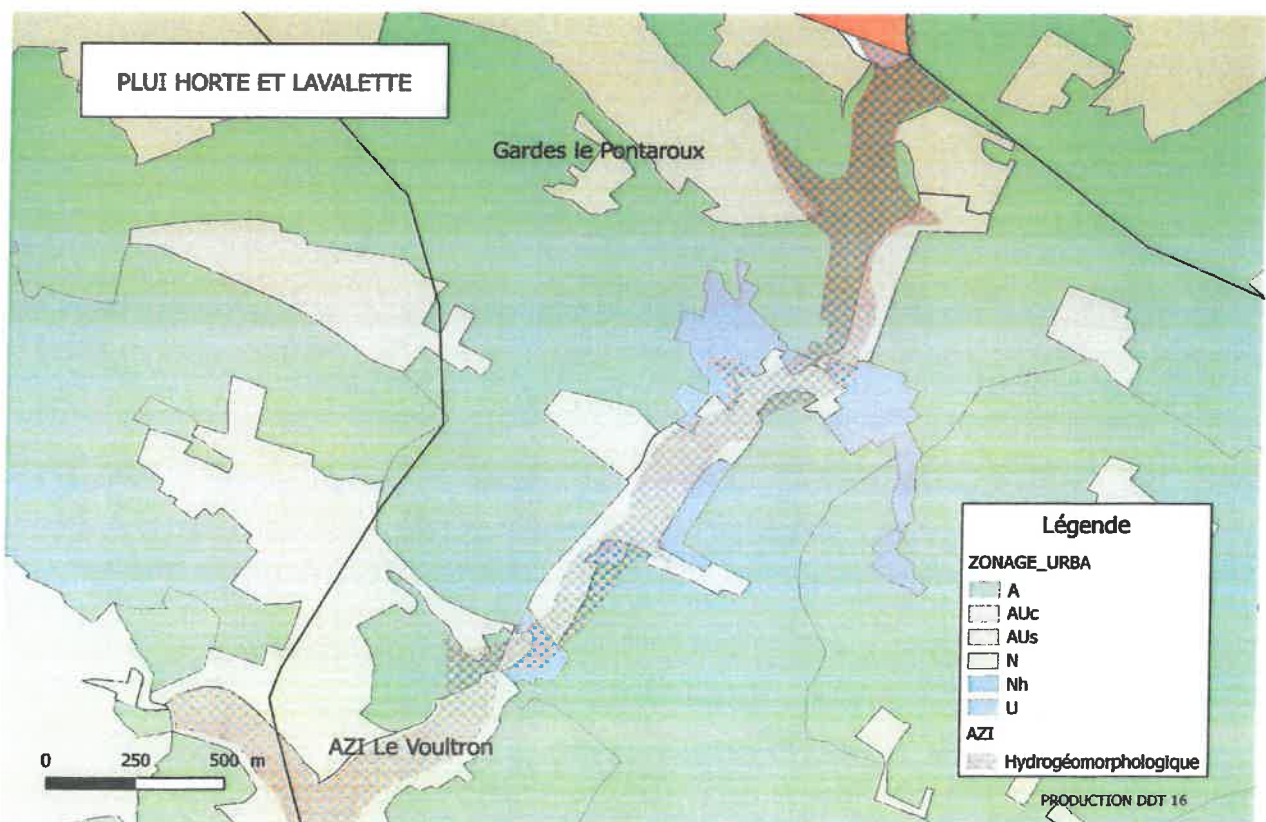 PLUI HORTE ET LAVALETTE
Gardes le Pontaroux
AZI Le Voultron
0 250 500 m
Légende
ZONAGE_URBA
A
AUc
AUs
N
Nh
U
AZI
Hydrogéomorphologique
PRODUCTION DDT 16